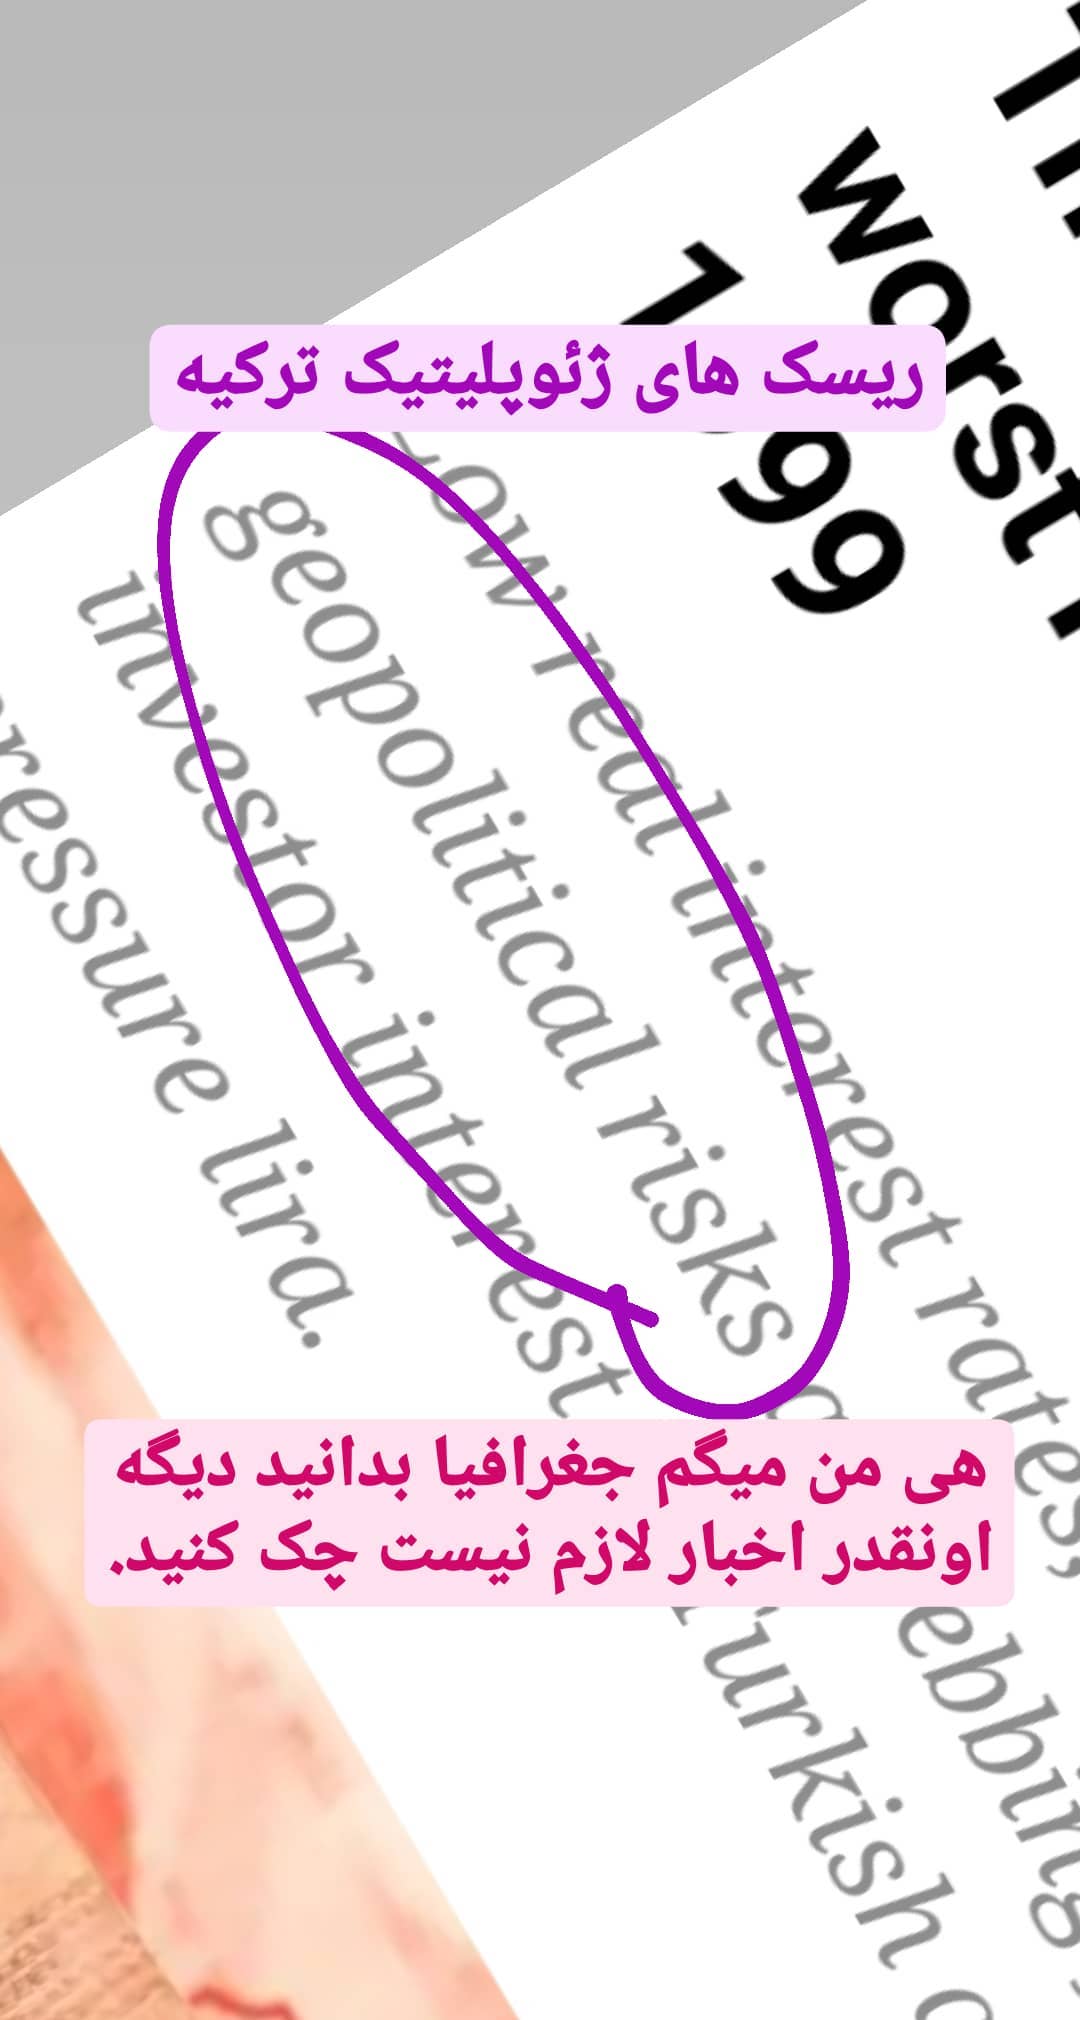 worst
1999
ریسک های ژئوپلیتیک ترکیه
Low real interest rates,
geopolitical risks
ebbing
investor interest
Turkish
pressure lira.
هی من میگم جغرافیا بدانید دیگه
اونقدر اخبار لازم نیست چک کنید.